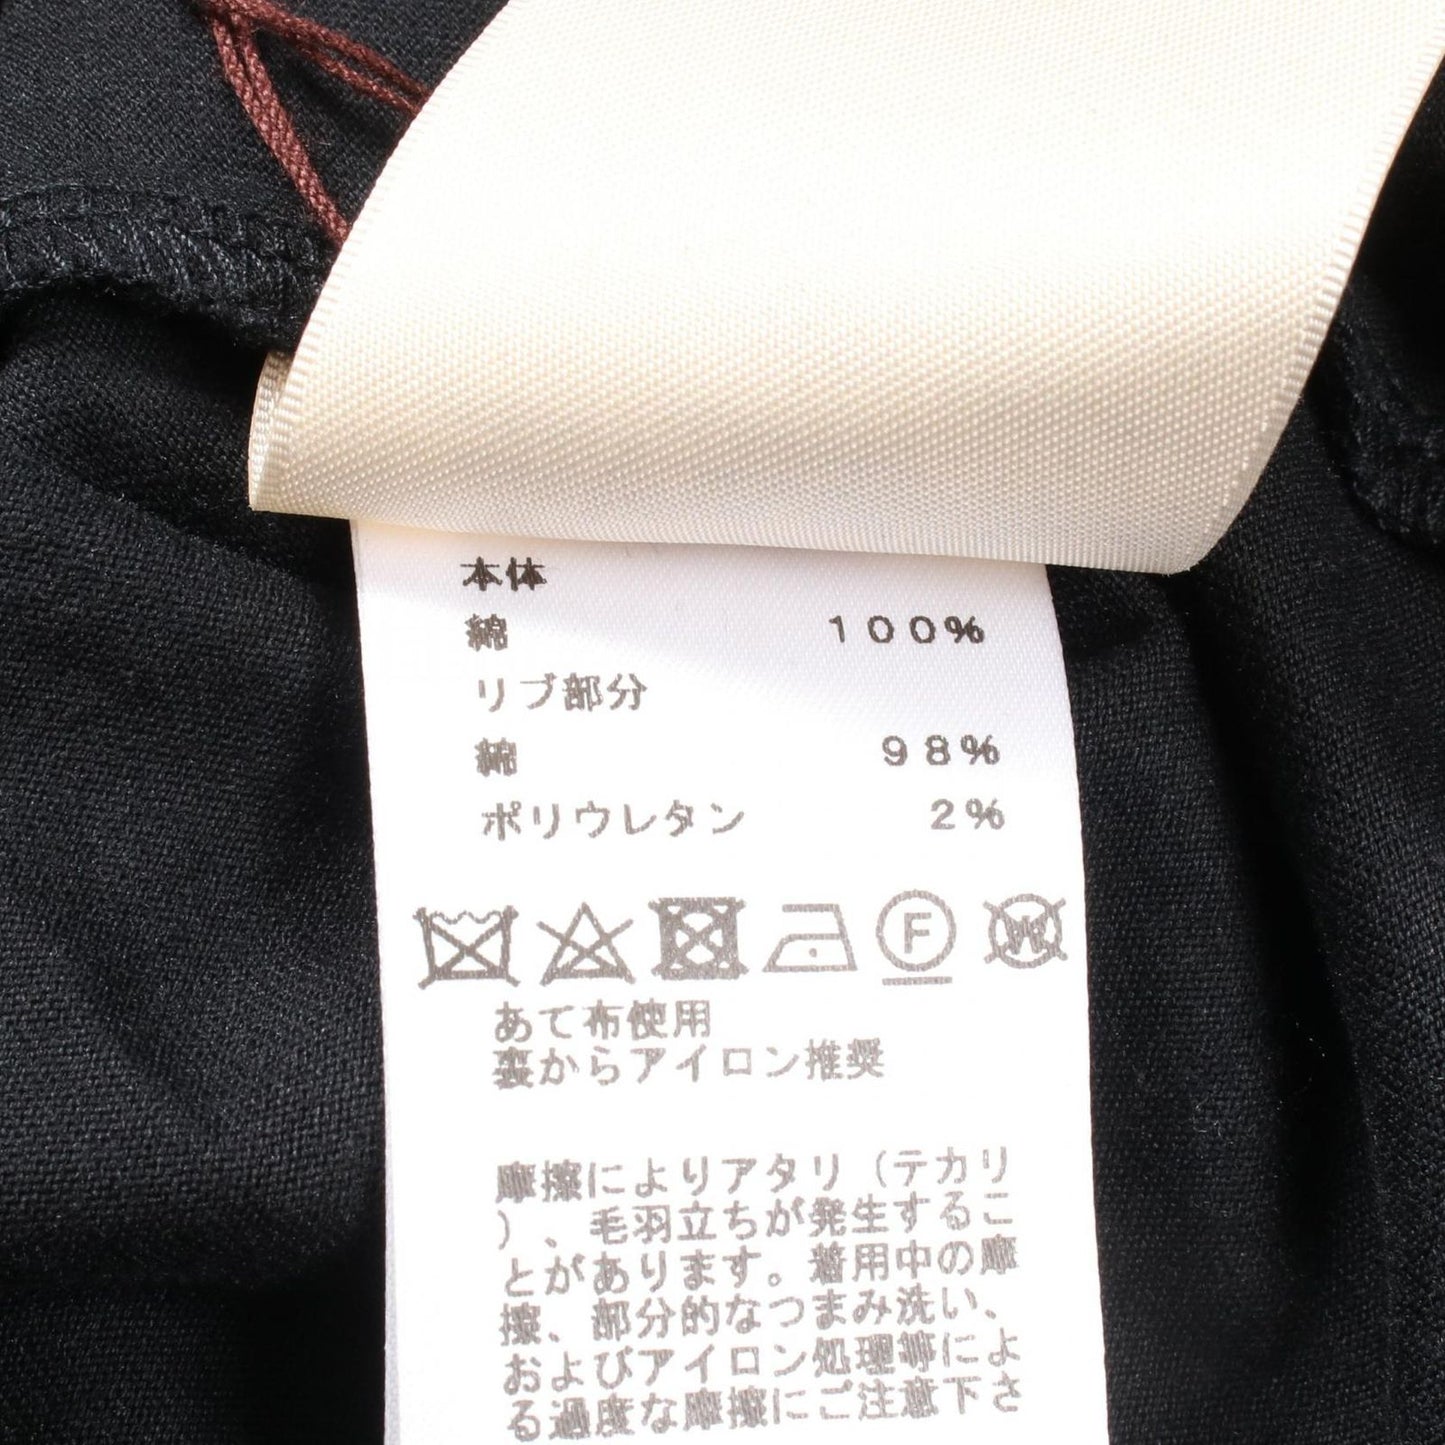 本体
綿 100%
リブ部分
綿 98%
ポリウレタン 2%
F W
あて布使用
裏からアイロン推奨
摩擦によりアタリ（テカリ
）、毛羽立ちが発生するこ
とがあります。着用中の摩
擦、部分的なつまみ洗い、
およびアイロン処理等によ
る過度な摩擦にご注意下さ